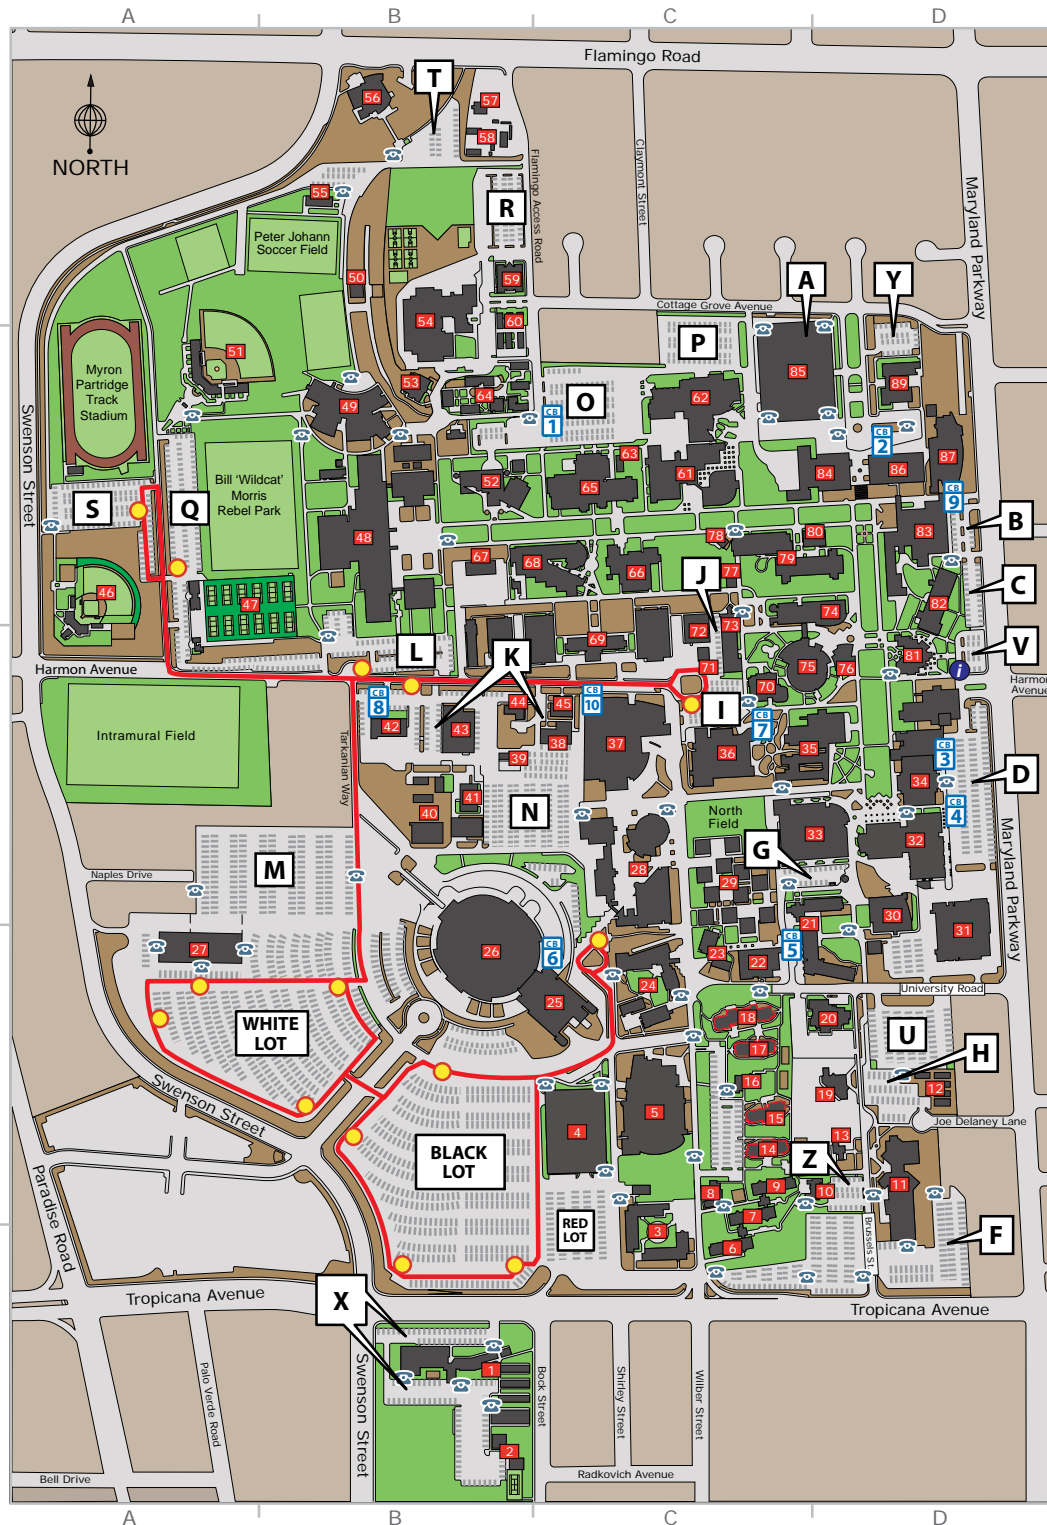 A B C D
Flamingo Road
T
56
57
58
NORTH
Claymont Street
Flamingo Access Road
Maryland Parkway
55
R
Peter Johann
Soccer Field
50
59
A
Y
Cottage Grove Avenue
54
60
P
51
Myron
Partridge
Track
Stadium
85
89
53
64
O
62
49
CB
1
CB
2
Swenson Street
63
87
Bill 'Wildcat'
Morris
Rebel Park
52
65
61
84
86
CB
9
S
Q
B
48
78
80
83
67
68
66
77
79
J
C
46
47
82
72
73
74
69
L
K
V
81
Harmon Avenue
71
75
76
i
Harmon
Avenue
CB
8
44
45
CB
10
70
I
CB
7
Intramural Field
42
43
38
37
36
35
CB
3
Tarkanian Way
39
D
34
41
N
CB
4
40
North
Field
33
32
G
Maryland Parkway
M
Naples Drive
28
29
30
21
31
27
26
CB
6
CB
5
23
22
24
University Road
25
WHITE
LOT
18
20
U
17
H
16
12
19
Swenson Street
5
15
Joe Delaney Lane
4
13
BLACK
LOT
14
Z
Paradise Road
9
10
11
8
RED
LOT
7
3
6
Brussels St.
F
X
Tropicana Avenue
Tropicana Avenue
1
Palo Verde Road
Swenson Street
Bock Street
Shirley Street
Wilber Street
2
Bell Drive
Radkovich Avenue
A B C D